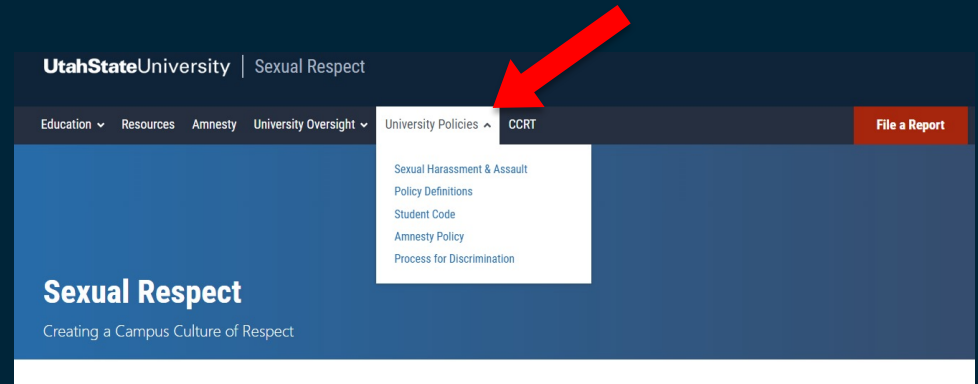 UtahStateUniversity | Sexual Respect
Education Resources Amnesty University Oversight University Policies CCRT File a Report
Sexual Harassment & Assault
Policy Definitions
Student Code
Amnesty Policy
Process for Discrimination
Sexual Respect
Creating a Campus Culture of Respect